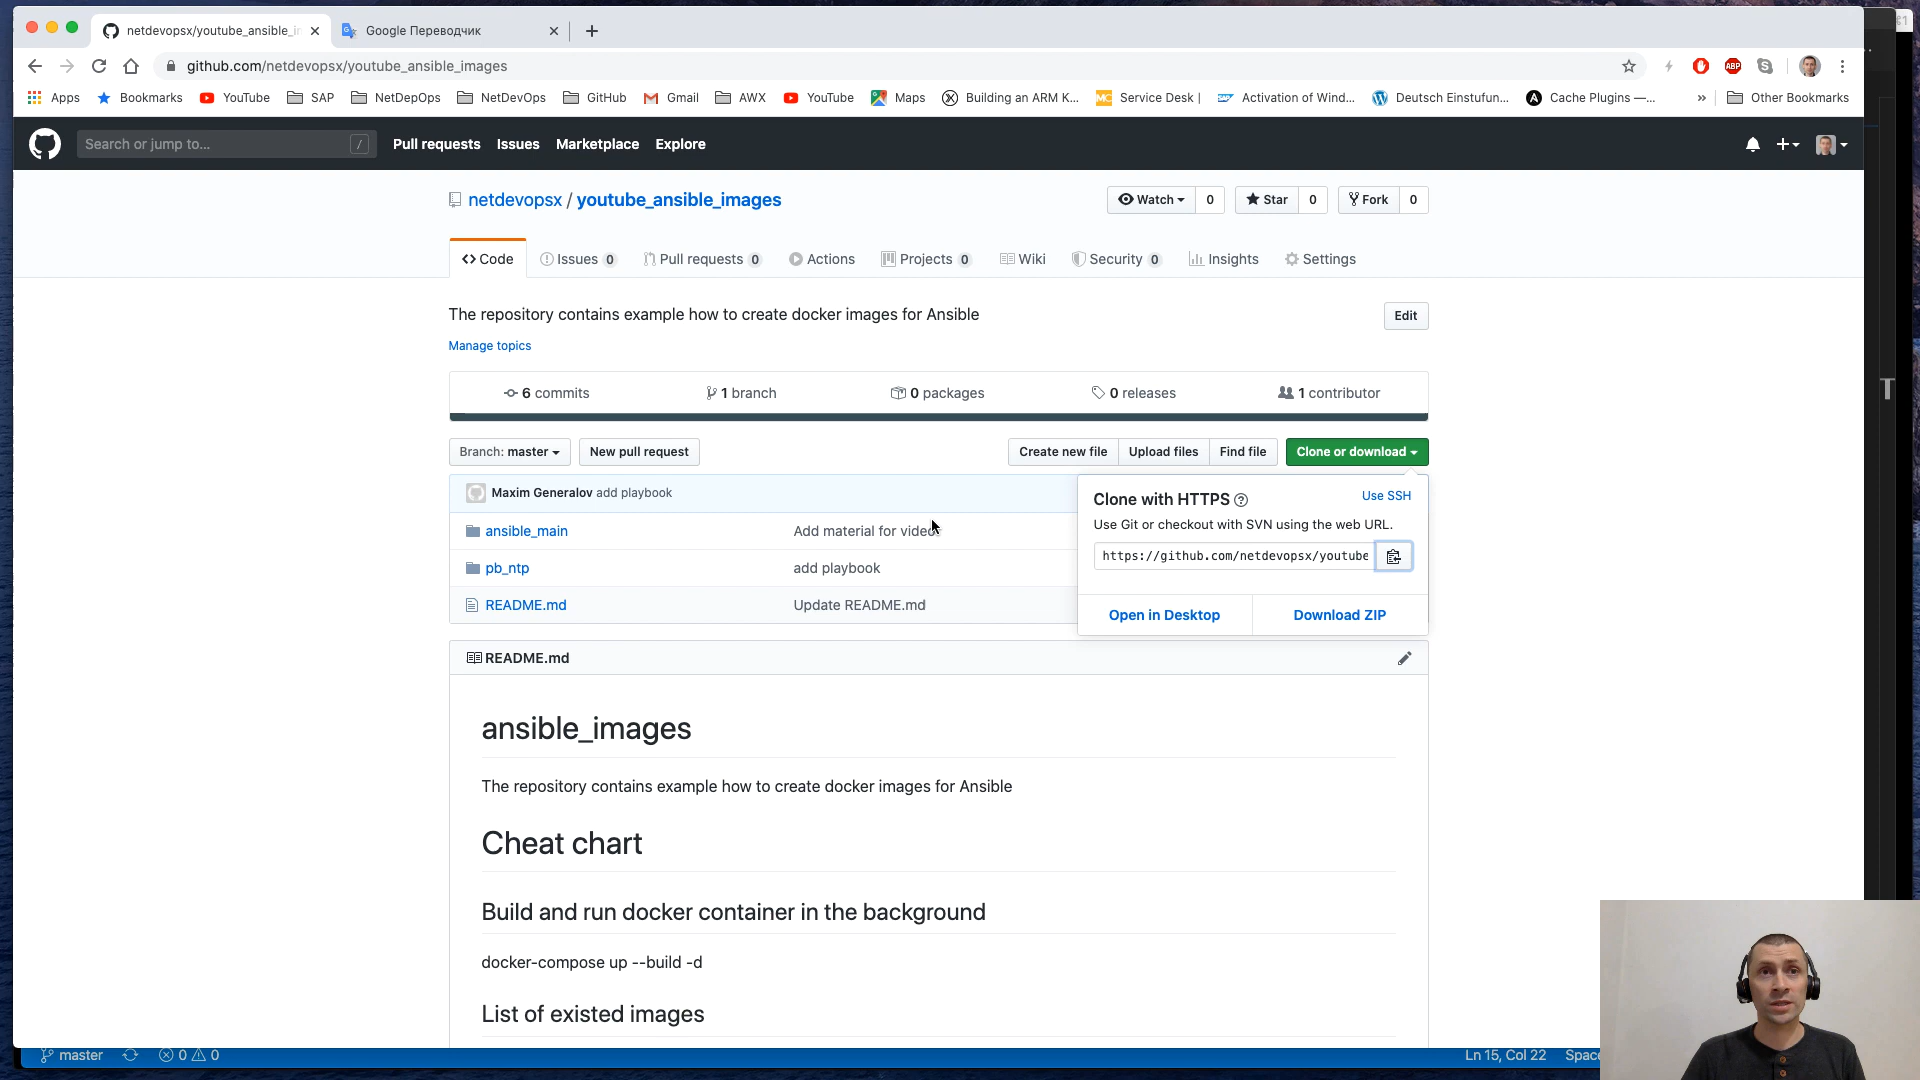 netdevopsx/youtube_ansible_i
Google Переводчик
github.com/netdevopsx/youtube_ansible_images
Apps
Bookmarks
YouTube
SAP
NetDepOps
NetDevOps
GitHub
Gmail
AWX
YouTube
Maps
Building an ARM K...
Service Desk |
Activation of Wind...
Deutsch Einstufun...
Cache Plugins —...
»
Other Bookmarks
Search or jump to...
/
Pull requests
Issues
Marketplace
Explore
netdevopsx / youtube_ansible_images
Watch 0
Star 0
Fork 0
Code
Issues 0
Pull requests 0
Actions
Projects 0
Wiki
Security 0
Insights
Settings
The repository contains example how to create docker images for Ansible
Edit
Manage topics
6 commits
1 branch
0 packages
0 releases
1 contributor
Branch: master
New pull request
Create new file
Upload files
Find file
Clone or download
Maxim Generalov add playbook
ansible_main
Add material for video
pb_ntp
add playbook
README.md
Update README.md
Clone with HTTPS
Use SSH
Use Git or checkout with SVN using the web URL.
https://github.com/netdevopsx/youtube
Open in Desktop
Download ZIP
README.md
ansible_images
The repository contains example how to create docker images for Ansible
Cheat chart
Build and run docker container in the background
docker-compose up --build -d
List of existed images
master
0
0
Ln 15, Col 22
Spac
ABP